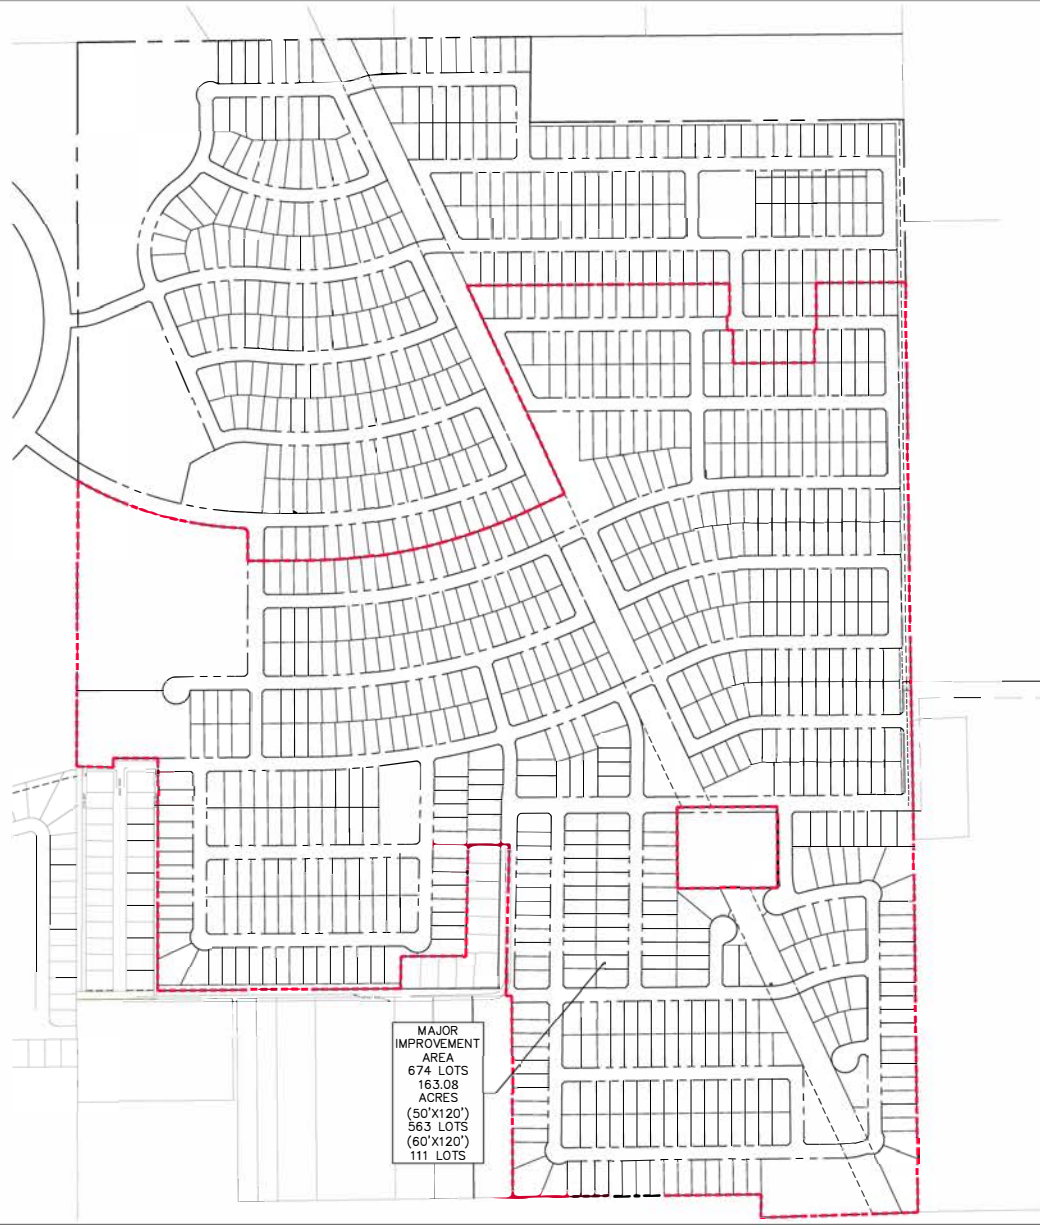 MAJOR
IMPROVEMENT
AREA
674 LOTS
163.08
ACRES
(50'X120')
563 LOTS
(60'X120')
111 LOTS